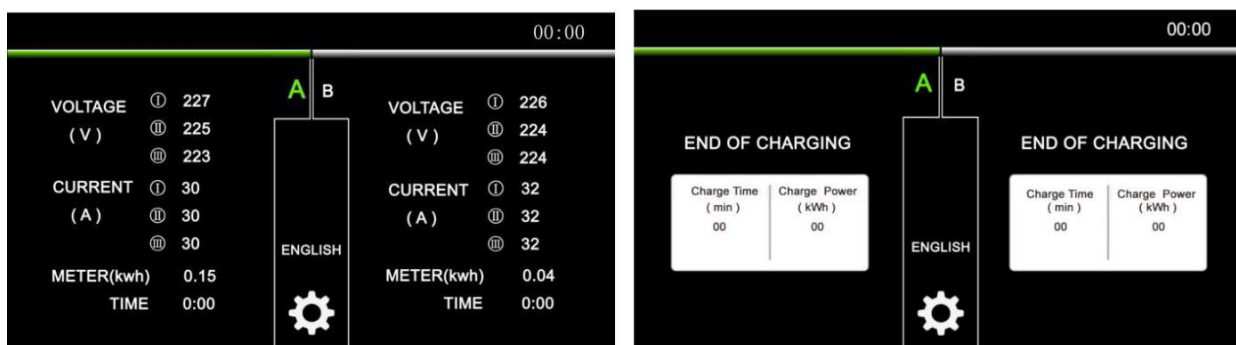 00:00
A B
VOLTAGE Ⓘ 227
(V) Ⅱ 225
Ⅲ 223
CURRENT Ⓘ 30
(A) Ⅱ 30
Ⅲ 30
METER(kwh) 0.15
TIME 0:00
ENGLISH
VOLTAGE Ⓘ 226
(V) Ⅱ 224
Ⅲ 224
CURRENT Ⓘ 32
(A) Ⅱ 32
Ⅲ 32
METER(kwh) 0.04
TIME 0:00
00:00
A B
END OF CHARGING
Charge Time Charge Power
(min) (kWh)
00 00
ENGLISH
END OF CHARGING
Charge Time Charge Power
(min) (kWh)
00 00